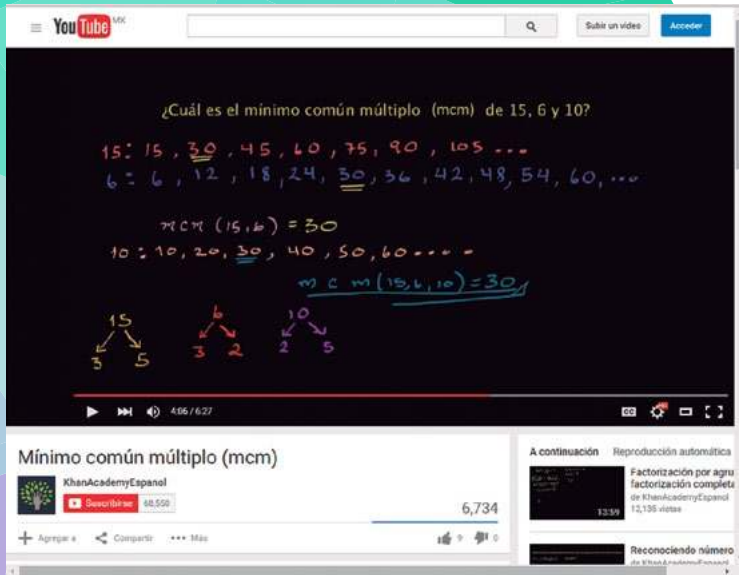 YouTube MX
Subir un video
Acceder
¿Cuál es el mínimo común múltiplo (mcm) de 15, 6 y 10?
15: 15, 30, 45, 60, 75, 90, 105 ...
6: 6, 12, 18, 24, 30, 36, 42, 48, 54, 60, ...
mcm (15,6) = 30
10: 10, 20, 30, 40, 50, 60 ....
mcm (15,6,10) = 30
15 6 10
3 5 3 2 2 5
4:06 / 6:27
Mínimo común múltiplo (mcm)
KhanAcademyEspanol
Suscribirse 68,550
6,734
Agregar a Compartir Más
9 0
A continuación Reproducción automática
Factorización por agru
factorización completa
de KhanAcademyEspanol
12,135 vistas
13:59
Reconociendo número
de KhanAcademyEspanol